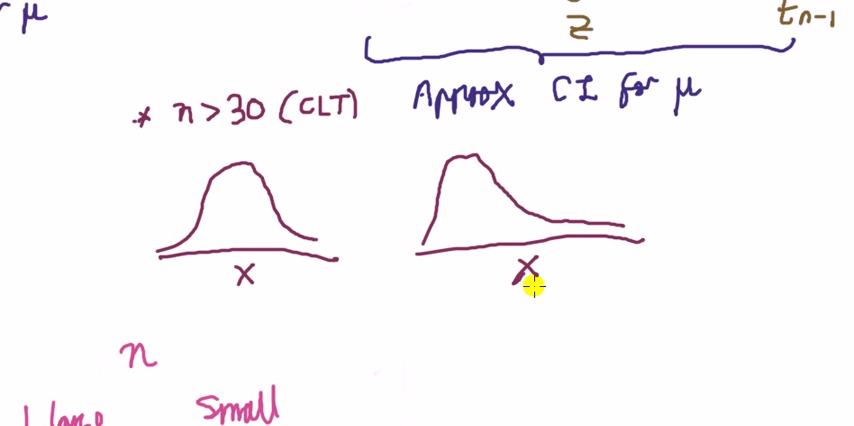 μ
z tn-1
* n > 30 (CLT) Approx CI for μ
X X
n
small